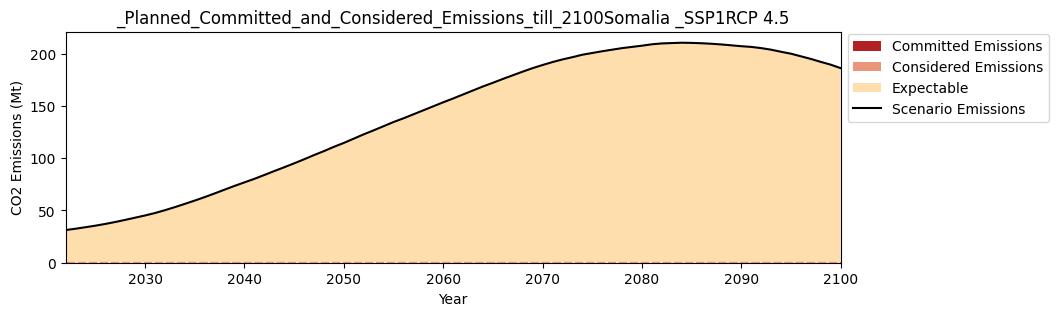 _Planned_Committed_and_Considered_Emissions_till_2100Somalia _SSP1RCP 4.5
Committed Emissions
Considered Emissions
Expectable
Scenario Emissions
CO2 Emissions (Mt)
200
150
100
50
0
2030 2040 2050 2060 2070 2080 2090 2100
Year